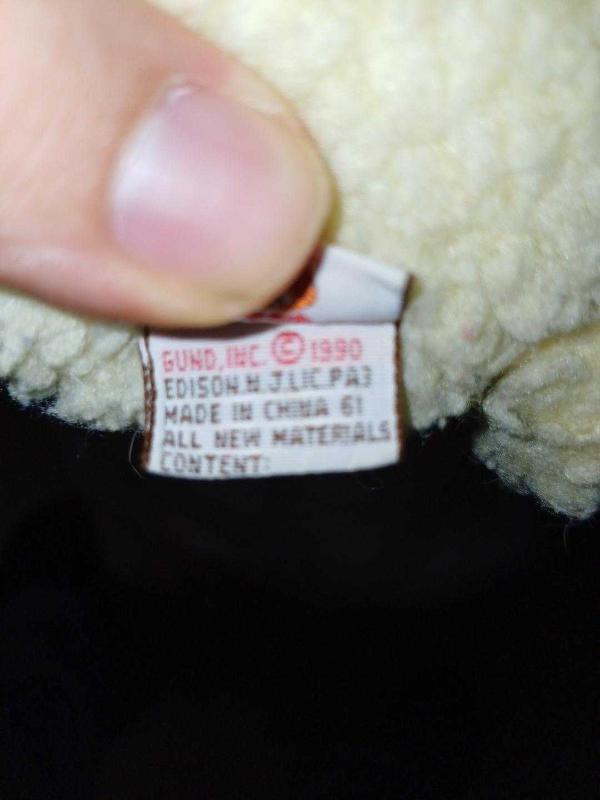 GUND, INC. © 1990
EDISON.N.J.LIC.PA3
MADE IN CHINA 61
ALL NEW MATERIALS
CONTENT: